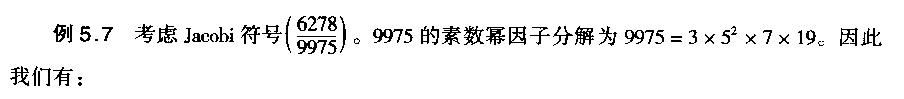 例 5.7 考虑 Jacobi 符号(6278/9975)。9975 的素数幂因子分解为 9975 = 3 × 5² × 7 × 19。因此
我们有：